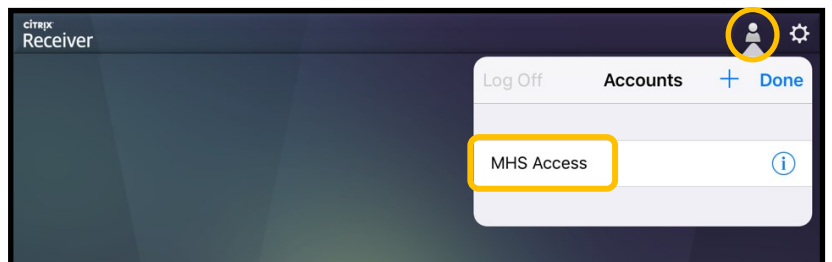 CITRIX
Receiver
Log Off Accounts + Done
MHS Access i